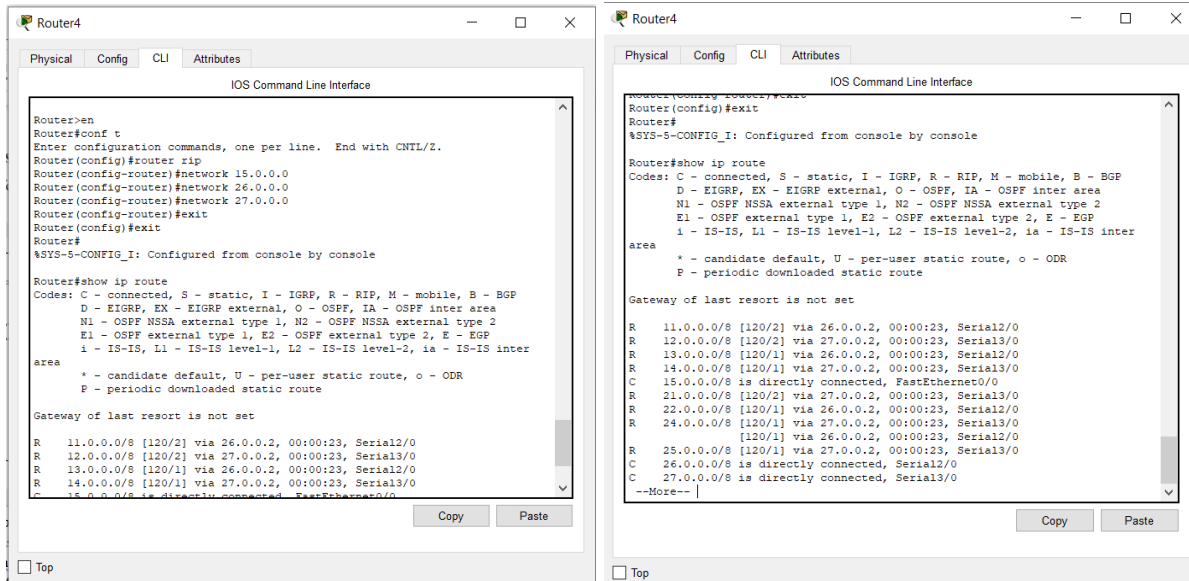 Router4
Physical Config CLI Attributes
IOS Command Line Interface
Router>en
Router#conf t
Enter configuration commands, one per line.  End with CNTL/Z.
Router(config)#router rip
Router(config-router)#network 15.0.0.0
Router(config-router)#network 26.0.0.0
Router(config-router)#network 27.0.0.0
Router(config-router)#exit
Router(config)#exit
Router#
%SYS-5-CONFIG_I: Configured from console by console
Router#show ip route
Codes: C - connected, S - static, I - IGRP, R - RIP, M - mobile, B - BGP
D - EIGRP, EX - EIGRP external, O - OSPF, IA - OSPF inter area
N1 - OSPF NSSA external type 1, N2 - OSPF NSSA external type 2
E1 - OSPF external type 1, E2 - OSPF external type 2, E - EGP
i - IS-IS, L1 - IS-IS level-1, L2 - IS-IS level-2, ia - IS-IS inter
area
* - candidate default, U - per-user static route, o - ODR
P - periodic downloaded static route
Gateway of last resort is not set
R    11.0.0.0/8 [120/2] via 26.0.0.2, 00:00:23, Serial2/0
R    12.0.0.0/8 [120/2] via 27.0.0.2, 00:00:23, Serial3/0
R    13.0.0.0/8 [120/1] via 26.0.0.2, 00:00:23, Serial2/0
R    14.0.0.0/8 [120/1] via 27.0.0.2, 00:00:23, Serial3/0
C    15.0.0.0/8 is directly connected, FastEthernet0/0
Copy Paste
Top
Router4
Physical Config CLI Attributes
IOS Command Line Interface
Router(config-router)#exit
Router(config)#exit
Router#
%SYS-5-CONFIG_I: Configured from console by console
Router#show ip route
Codes: C - connected, S - static, I - IGRP, R - RIP, M - mobile, B - BGP
D - EIGRP, EX - EIGRP external, O - OSPF, IA - OSPF inter area
N1 - OSPF NSSA external type 1, N2 - OSPF NSSA external type 2
E1 - OSPF external type 1, E2 - OSPF external type 2, E - EGP
i - IS-IS, L1 - IS-IS level-1, L2 - IS-IS level-2, ia - IS-IS inter
area
* - candidate default, U - per-user static route, o - ODR
P - periodic downloaded static route
Gateway of last resort is not set
R    11.0.0.0/8 [120/2] via 26.0.0.2, 00:00:23, Serial2/0
R    12.0.0.0/8 [120/2] via 27.0.0.2, 00:00:23, Serial3/0
R    13.0.0.0/8 [120/1] via 26.0.0.2, 00:00:23, Serial2/0
R    14.0.0.0/8 [120/1] via 27.0.0.2, 00:00:23, Serial3/0
C    15.0.0.0/8 is directly connected, FastEthernet0/0
R    21.0.0.0/8 [120/2] via 27.0.0.2, 00:00:23, Serial3/0
R    22.0.0.0/8 [120/1] via 26.0.0.2, 00:00:23, Serial2/0
R    24.0.0.0/8 [120/1] via 27.0.0.2, 00:00:23, Serial3/0
[120/1] via 26.0.0.2, 00:00:23, Serial2/0
R    25.0.0.0/8 [120/1] via 27.0.0.2, 00:00:23, Serial3/0
C    26.0.0.0/8 is directly connected, Serial2/0
C    27.0.0.0/8 is directly connected, Serial3/0
--More--
Copy Paste
Top